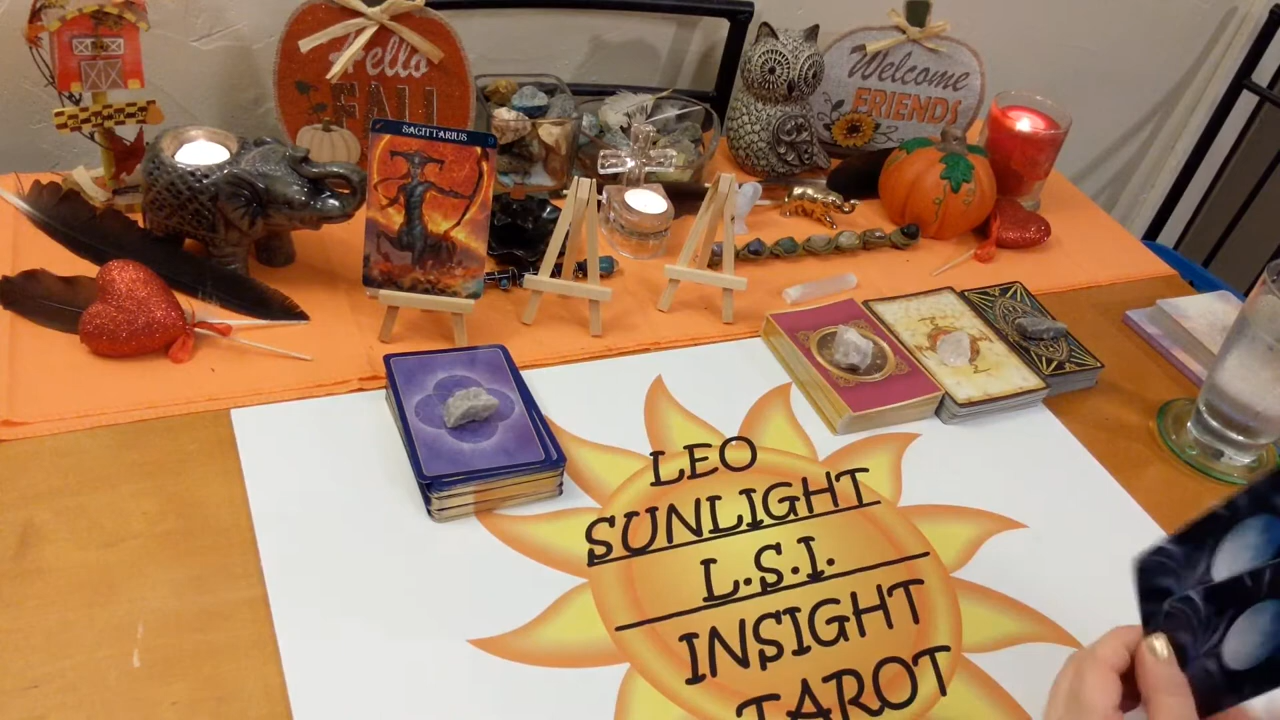 Hello
FALL
Welcome
FRIENDS
SAGITTARIUS
LEO
SUNLIGHT
L.S.I.
INSIGHT
TAROT